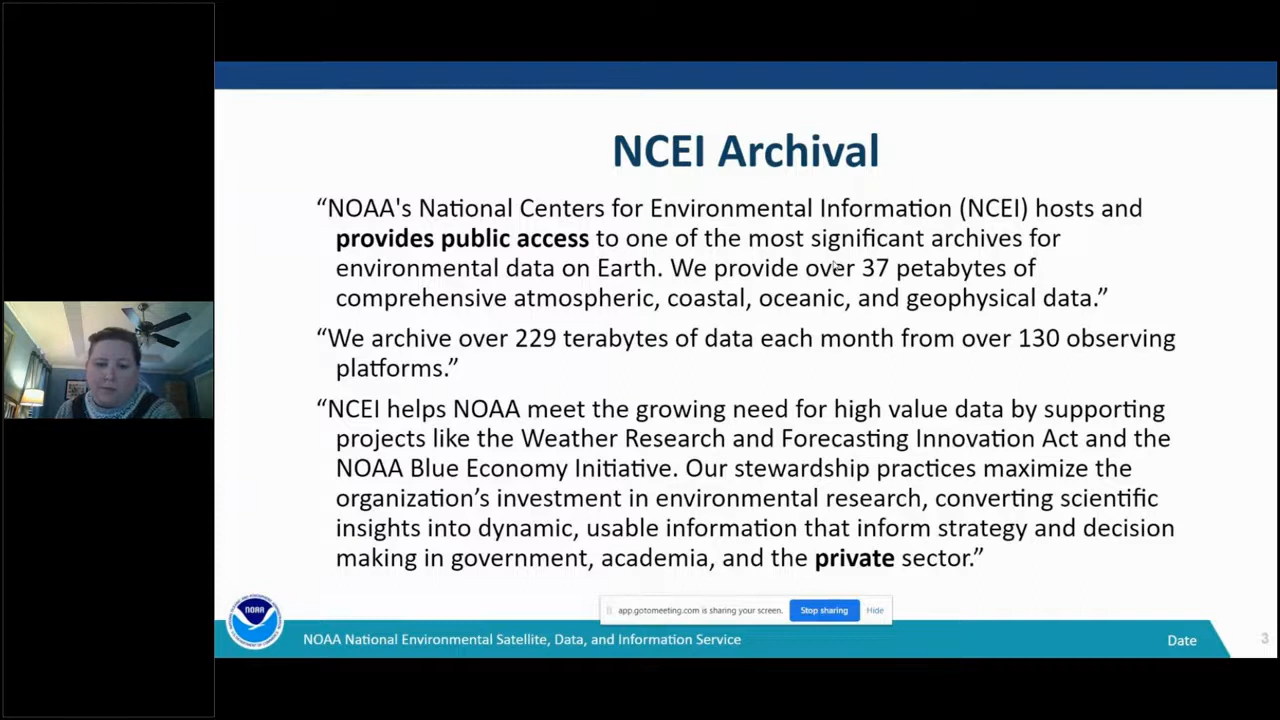 NCEI Archival
“NOAA's National Centers for Environmental Information (NCEI) hosts and
provides public access to one of the most significant archives for
environmental data on Earth. We provide over 37 petabytes of
comprehensive atmospheric, coastal, oceanic, and geophysical data.”
“We archive over 229 terabytes of data each month from over 130 observing
platforms.”
“NCEI helps NOAA meet the growing need for high value data by supporting
projects like the Weather Research and Forecasting Innovation Act and the
NOAA Blue Economy Initiative. Our stewardship practices maximize the
organization’s investment in environmental research, converting scientific
insights into dynamic, usable information that inform strategy and decision
making in government, academia, and the private sector.”
app.gotomeeting.com is sharing your screen. Stop sharing Hide
NOAA
NOAA National Environmental Satellite, Data, and Information Service Date 3